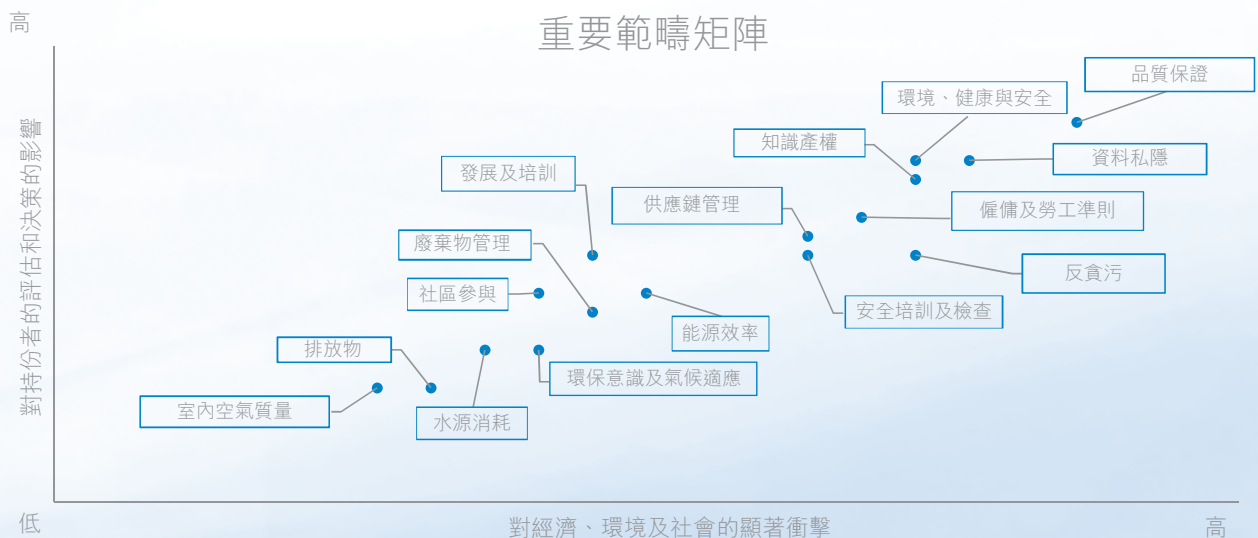 高
重要範疇矩陣
品質保證
環境、健康與安全
知識產權
資料私隱
發展及培訓
供應鏈管理
僱傭及勞工準則
廢棄物管理
反貪污
社區參與
安全培訓及檢查
能源效率
排放物
環保意識及氣候適應
室內空氣質量
水源消耗
對持份者的評估和決策的影響
低
對經濟、環境及社會的顯著衝擊
高